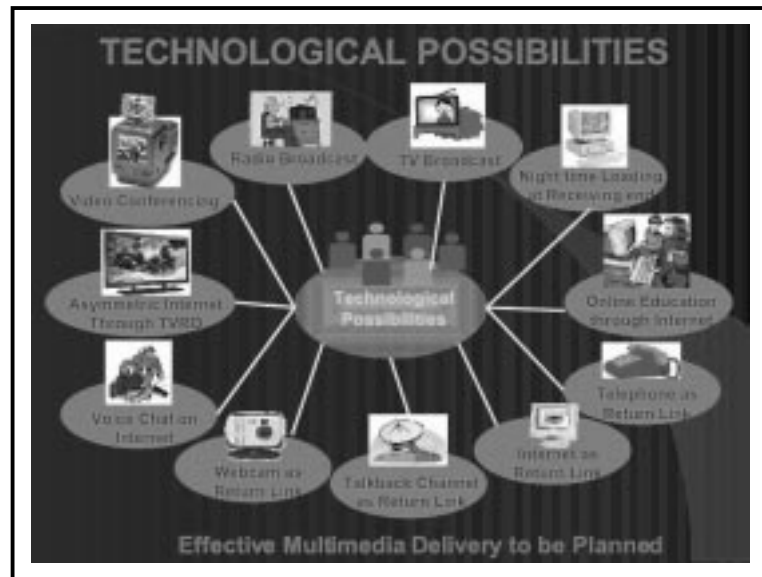 TECHNOLOGICAL POSSIBILITIES
Radio Broadcast
TV Broadcast
Video Conferencing
Night time Loading
at Receiving end
Asymmetric Internet
Through TVRO
Technological
Possibilities
Online Education
through Internet
Voice Chat on
Internet
Telephone as
Return Link
Webcam as
Return Link
Talkback Channel
as Return Link
Internet as
Return Link
Effective Multimedia Delivery to be Planned